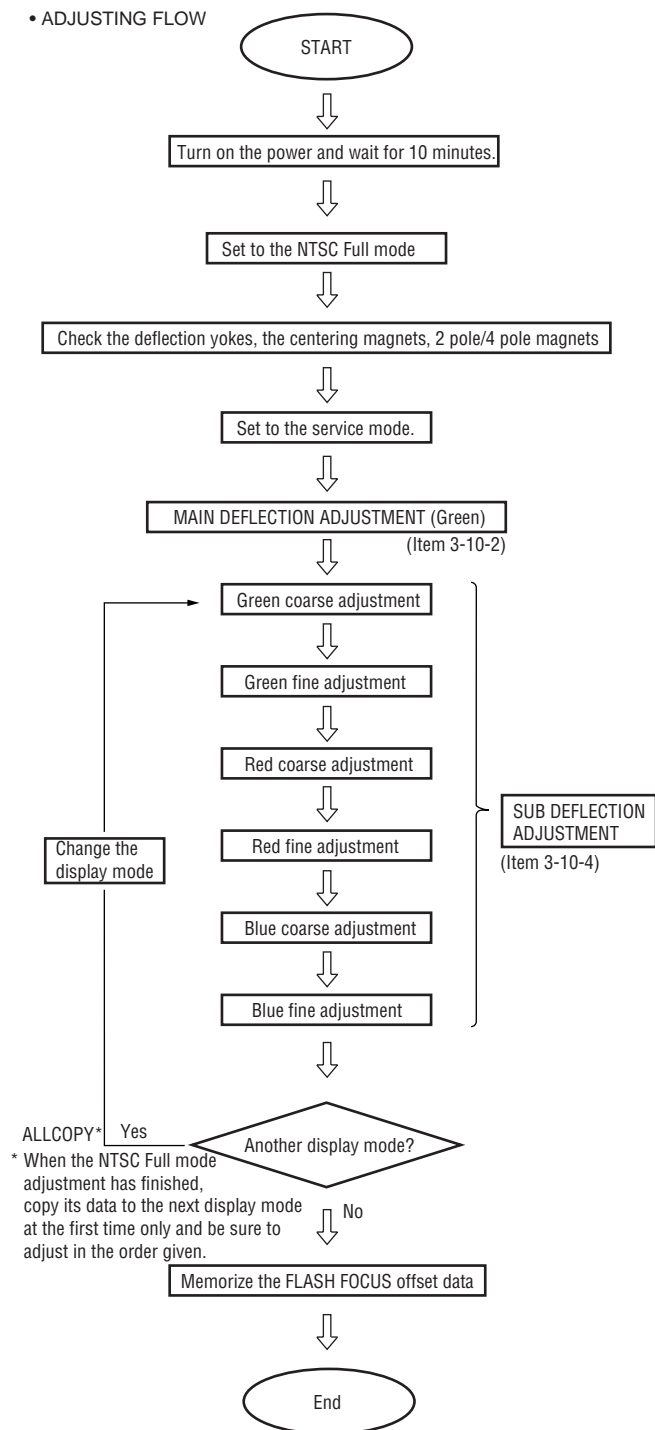 • ADJUSTING FLOW
START
Turn on the power and wait for 10 minutes.
Set to the NTSC Full mode
Check the deflection yokes, the centering magnets, 2 pole/4 pole magnets
Set to the service mode.
MAIN DEFLECTION ADJUSTMENT (Green)
(Item 3-10-2)
Green coarse adjustment
Green fine adjustment
Red coarse adjustment
Red fine adjustment
Blue coarse adjustment
Blue fine adjustment
SUB DEFLECTION
ADJUSTMENT
(Item 3-10-4)
Change the
display mode
ALLCOPY* Yes
Another display mode?
* When the NTSC Full mode
adjustment has finished,
copy its data to the next display mode
at the first time only and be sure to
adjust in the order given.
No
Memorize the FLASH FOCUS offset data
End